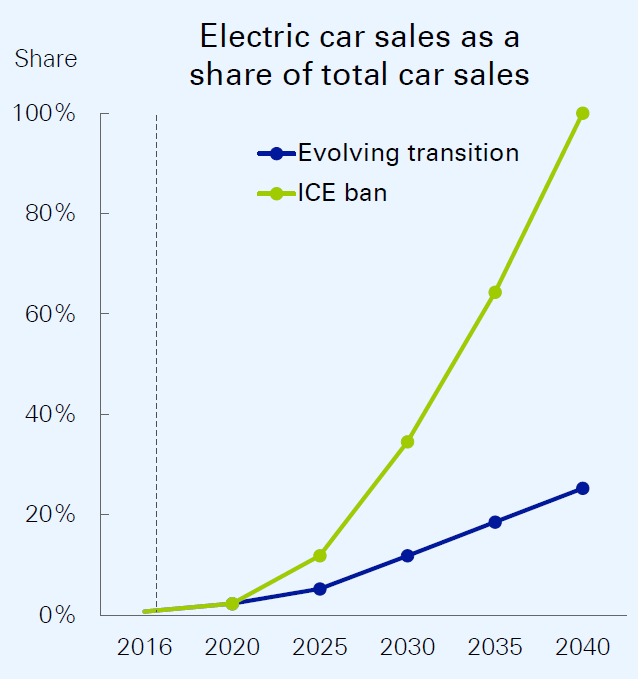 Electric car sales as a
share of total car sales
Share
100%
80%
60%
40%
20%
0%
Evolving transition
ICE ban
2016 2020 2025 2030 2035 2040